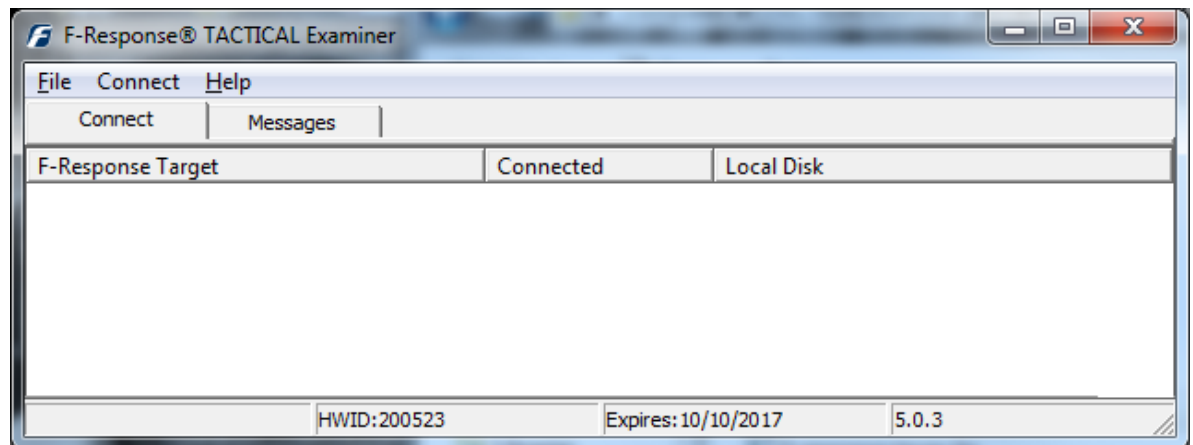 F-Response® TACTICAL Examiner
File Connect Help
Connect Messages
F-Response Target Connected Local Disk
HWID:200523 Expires:10/10/2017 5.0.3